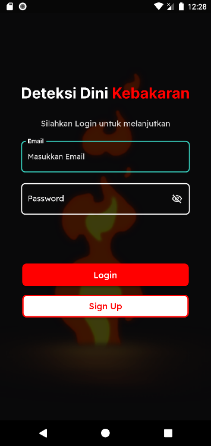 12:28
Deteksi Dini Kebakaran
Silahkan Login untuk melanjutkan
Email
Masukkan Email
Password
Login
Sign Up